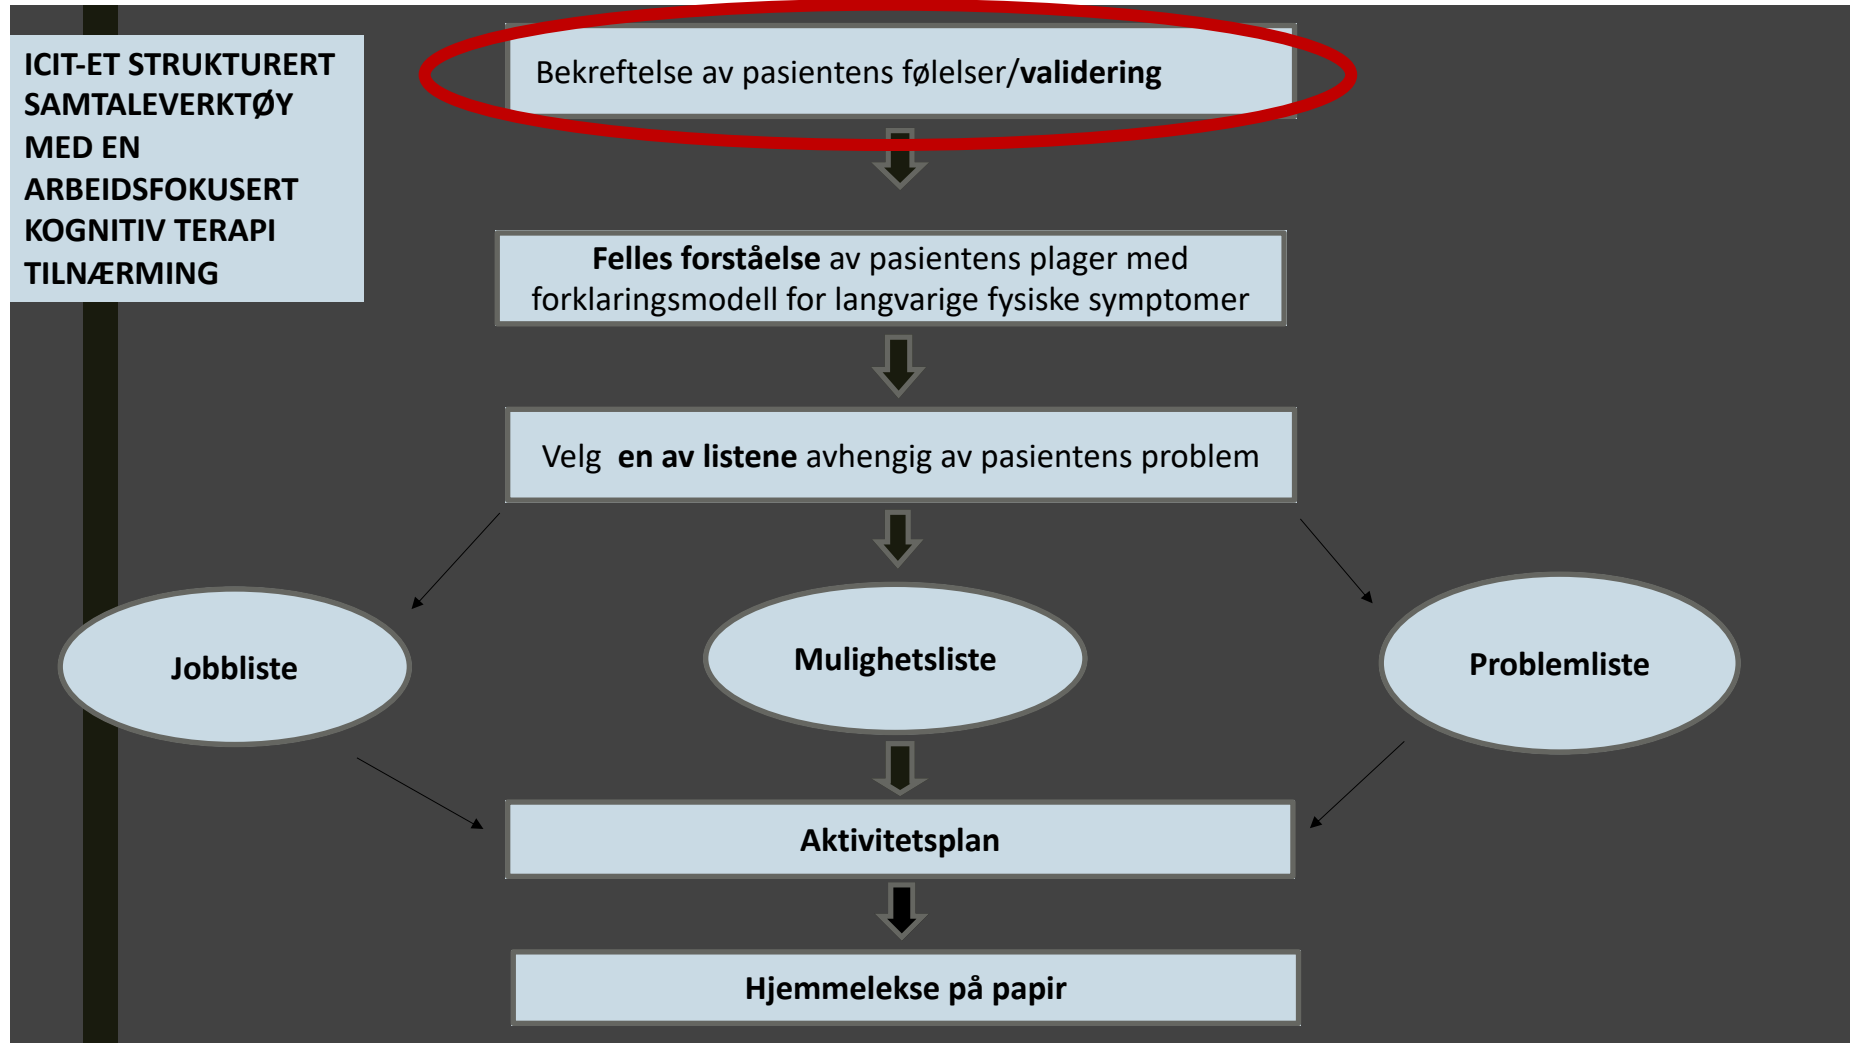 ICIT-ET STRUKTURERT
SAMTALEVERKTØY
MED EN
ARBEIDSFOKUSERT
KOGNITIV TERAPI
TILNÆRMING
Bekreftelse av pasientens følelser/validering
Felles forståelse av pasientens plager med
forklaringsmodell for langvarige fysiske symptomer
Velg en av listene avhengig av pasientens problem
Jobbliste
Mulighetsliste
Problemliste
Aktivitetsplan
Hjemmelekse på papir